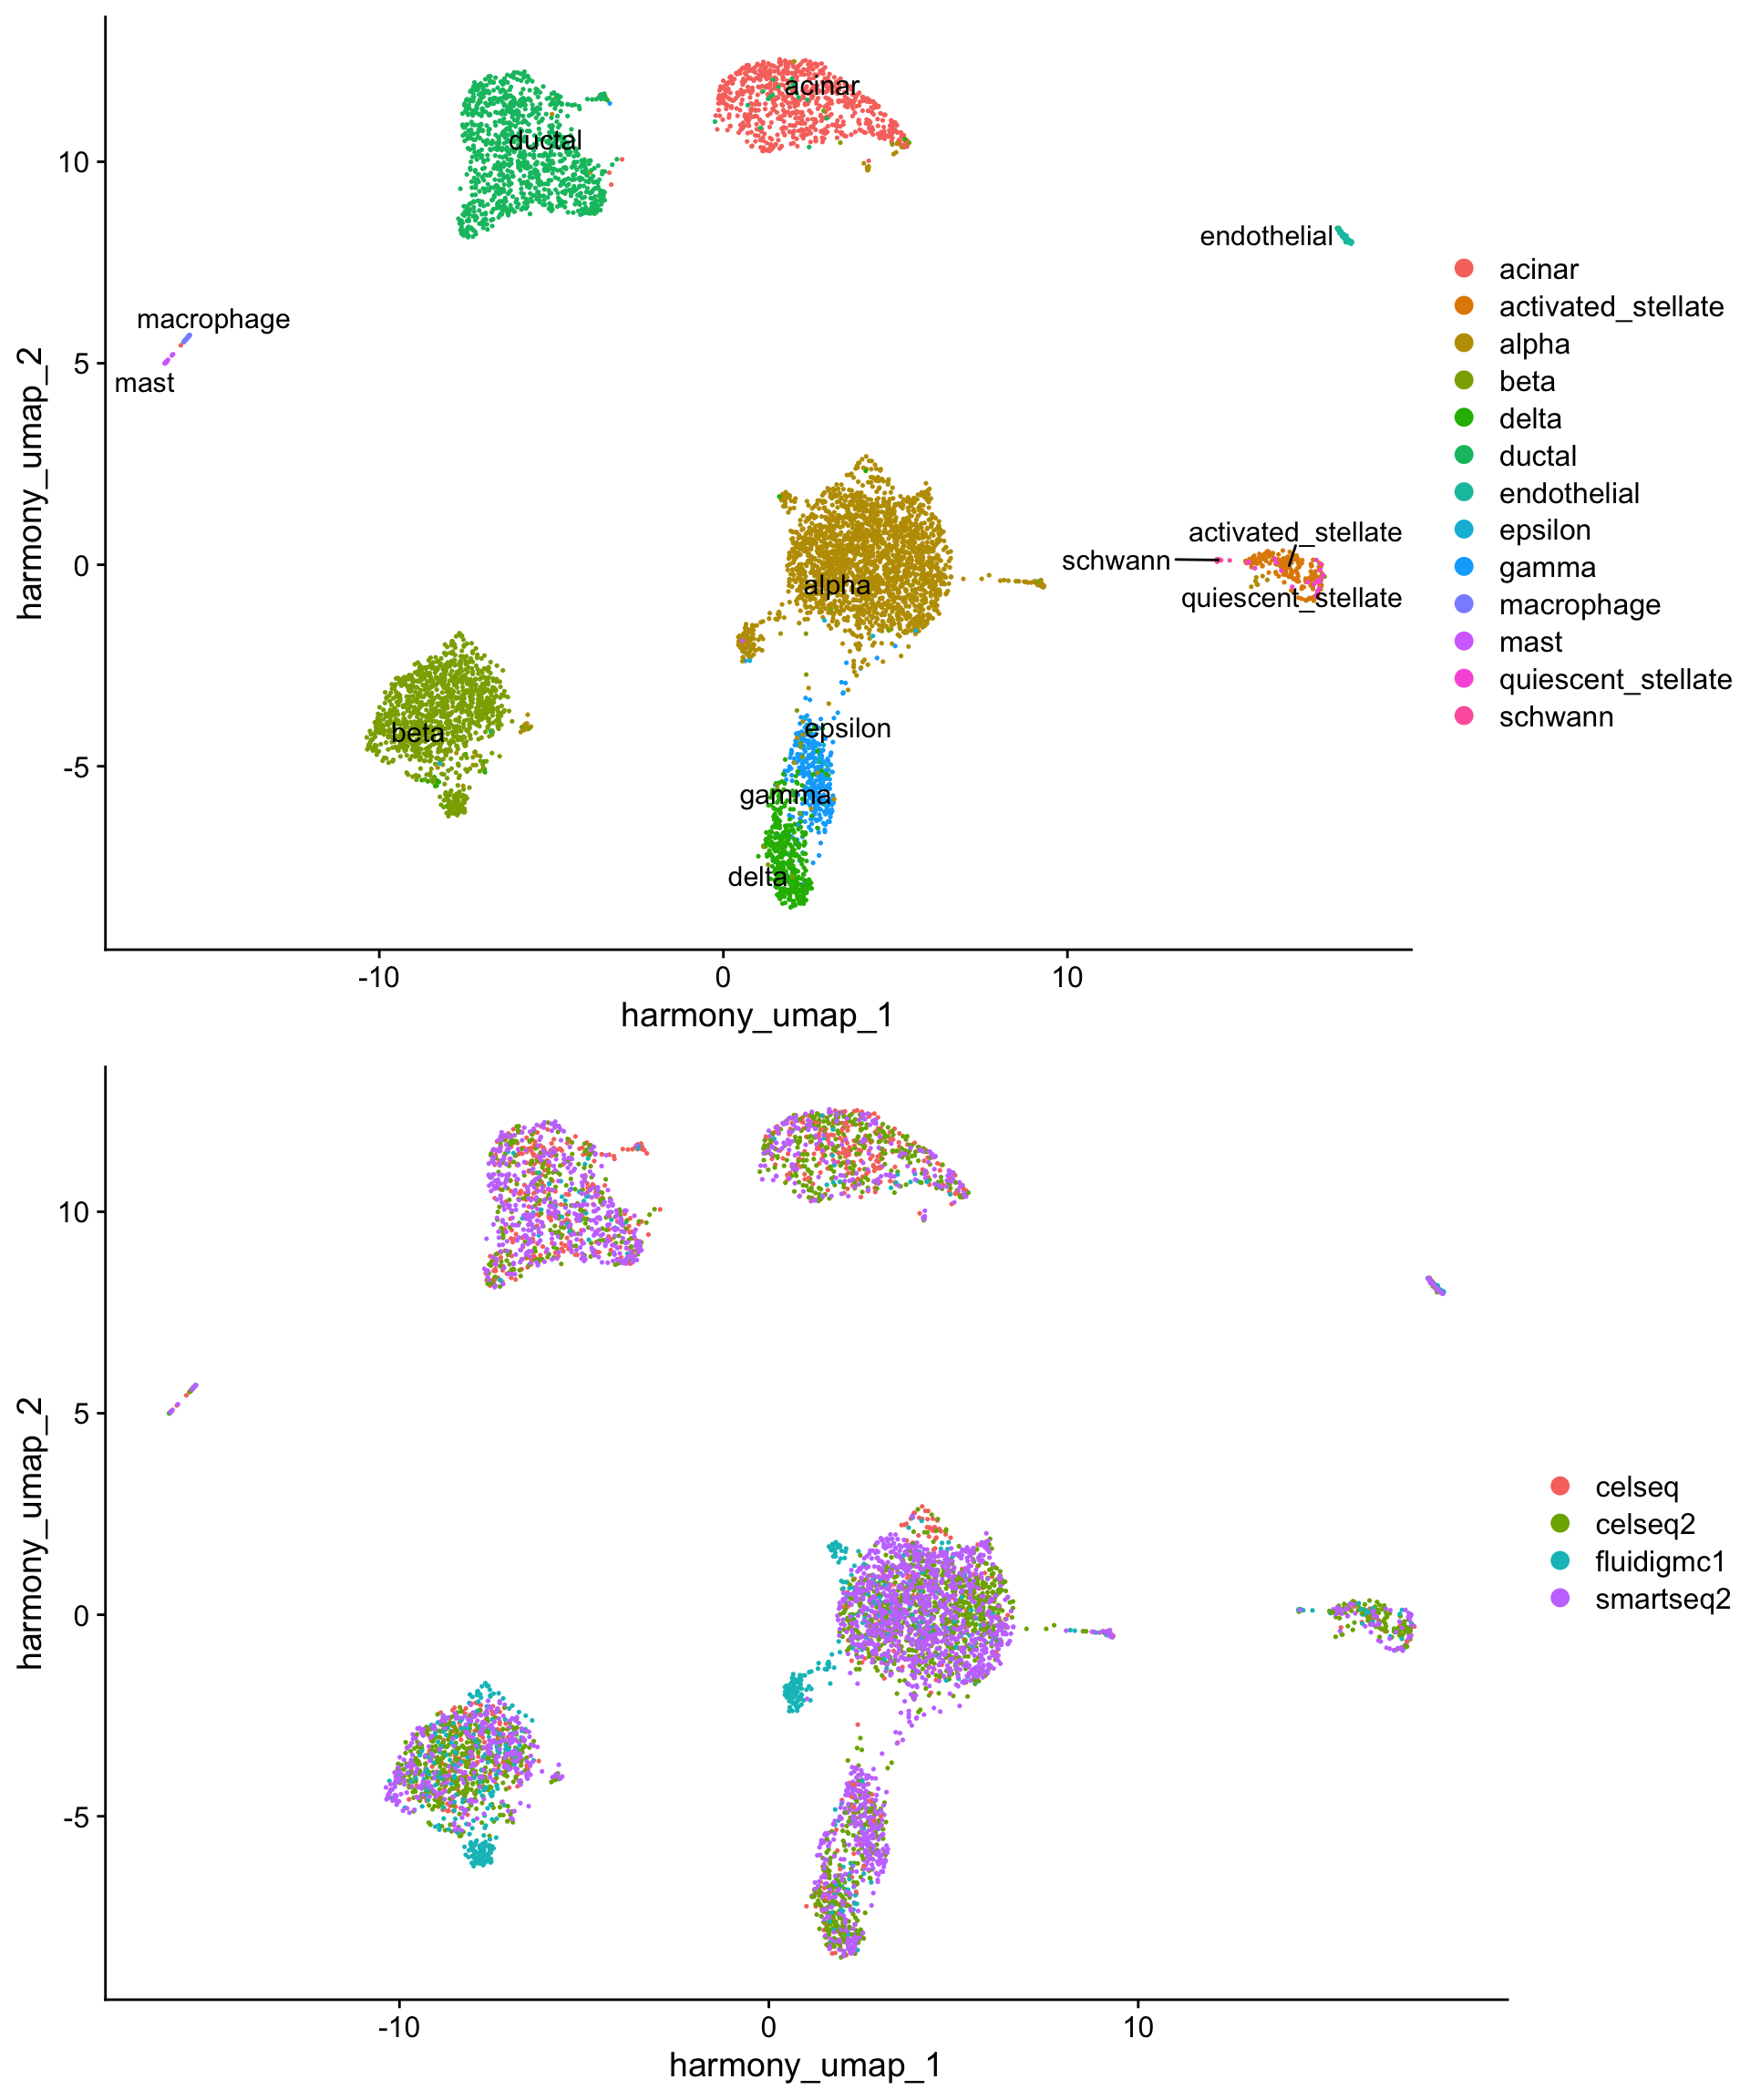 acinar
ductal
endothelial
macrophage
mast
activated_stellate
schwann
quiescent_stellate
alpha
epsilon
beta
gamma
delta
10
5
0
-5
harmony_umap_2
-10
0
10
harmony_umap_1
acinar
activated_stellate
alpha
beta
delta
ductal
endothelial
epsilon
gamma
macrophage
mast
quiescent_stellate
schwann
10
5
0
-5
harmony_umap_2
-10
0
10
harmony_umap_1
celseq
celseq2
fluidigmc1
smartseq2